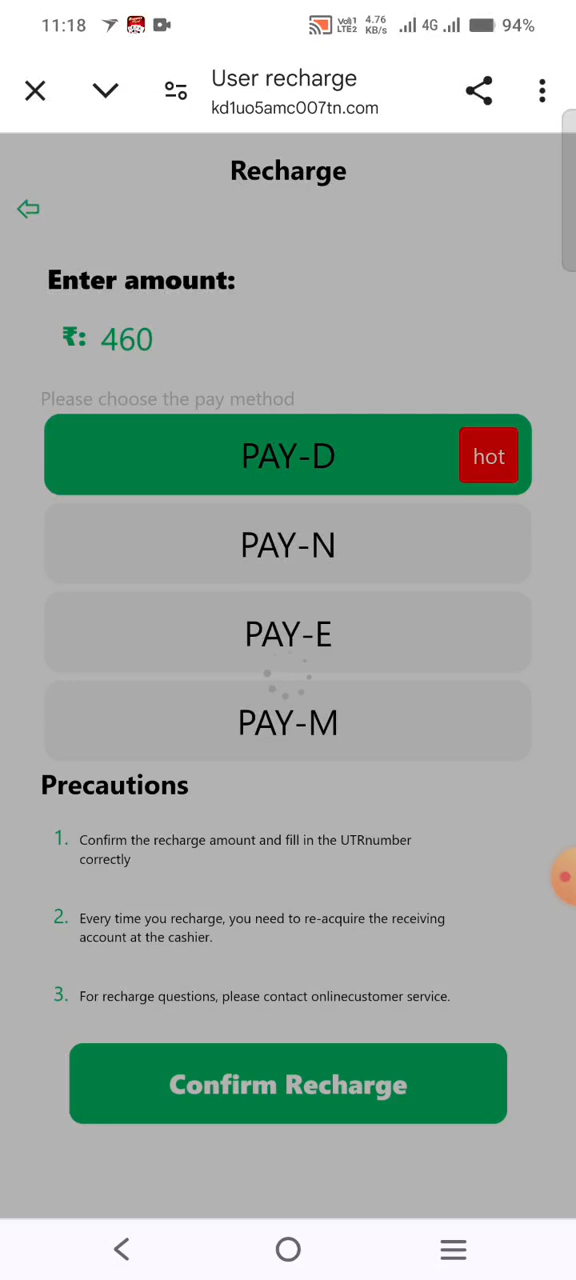 11:18 Vo)) LTE2 4.76 KB/s 4G 94%
User recharge
kd1uo5amc007tn.com
Recharge
Enter amount:
₹: 460
Please choose the pay method
PAY-D hot
PAY-N
PAY-E
PAY-M
Precautions
1. Confirm the recharge amount and fill in the UTRnumber
correctly
2. Every time you recharge, you need to re-acquire the receiving
account at the cashier.
3. For recharge questions, please contact onlinecustomer service.
Confirm Recharge